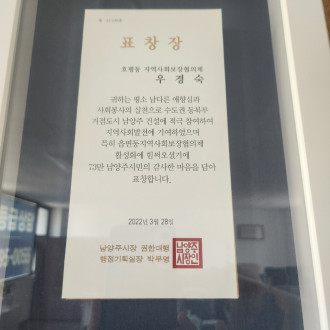 표 창 장
호평동 지역사회보장협의체
우 경 숙
귀하는 평소 남다른 애향심과
사회봉사의 실천으로 수도권 동북부
거점도시 남양주 건설에 적극 참여하여
지역사회발전에 기여하였으며
특히 읍면동지역사회보장협의체
활성화에 힘써오셨기에
73만 남양주시민의 감사한 마음을 담아
표창합니다.
2022년 3월 28일
남양주시장 권한대행
행정기획실장 박부영
남양주
시장인